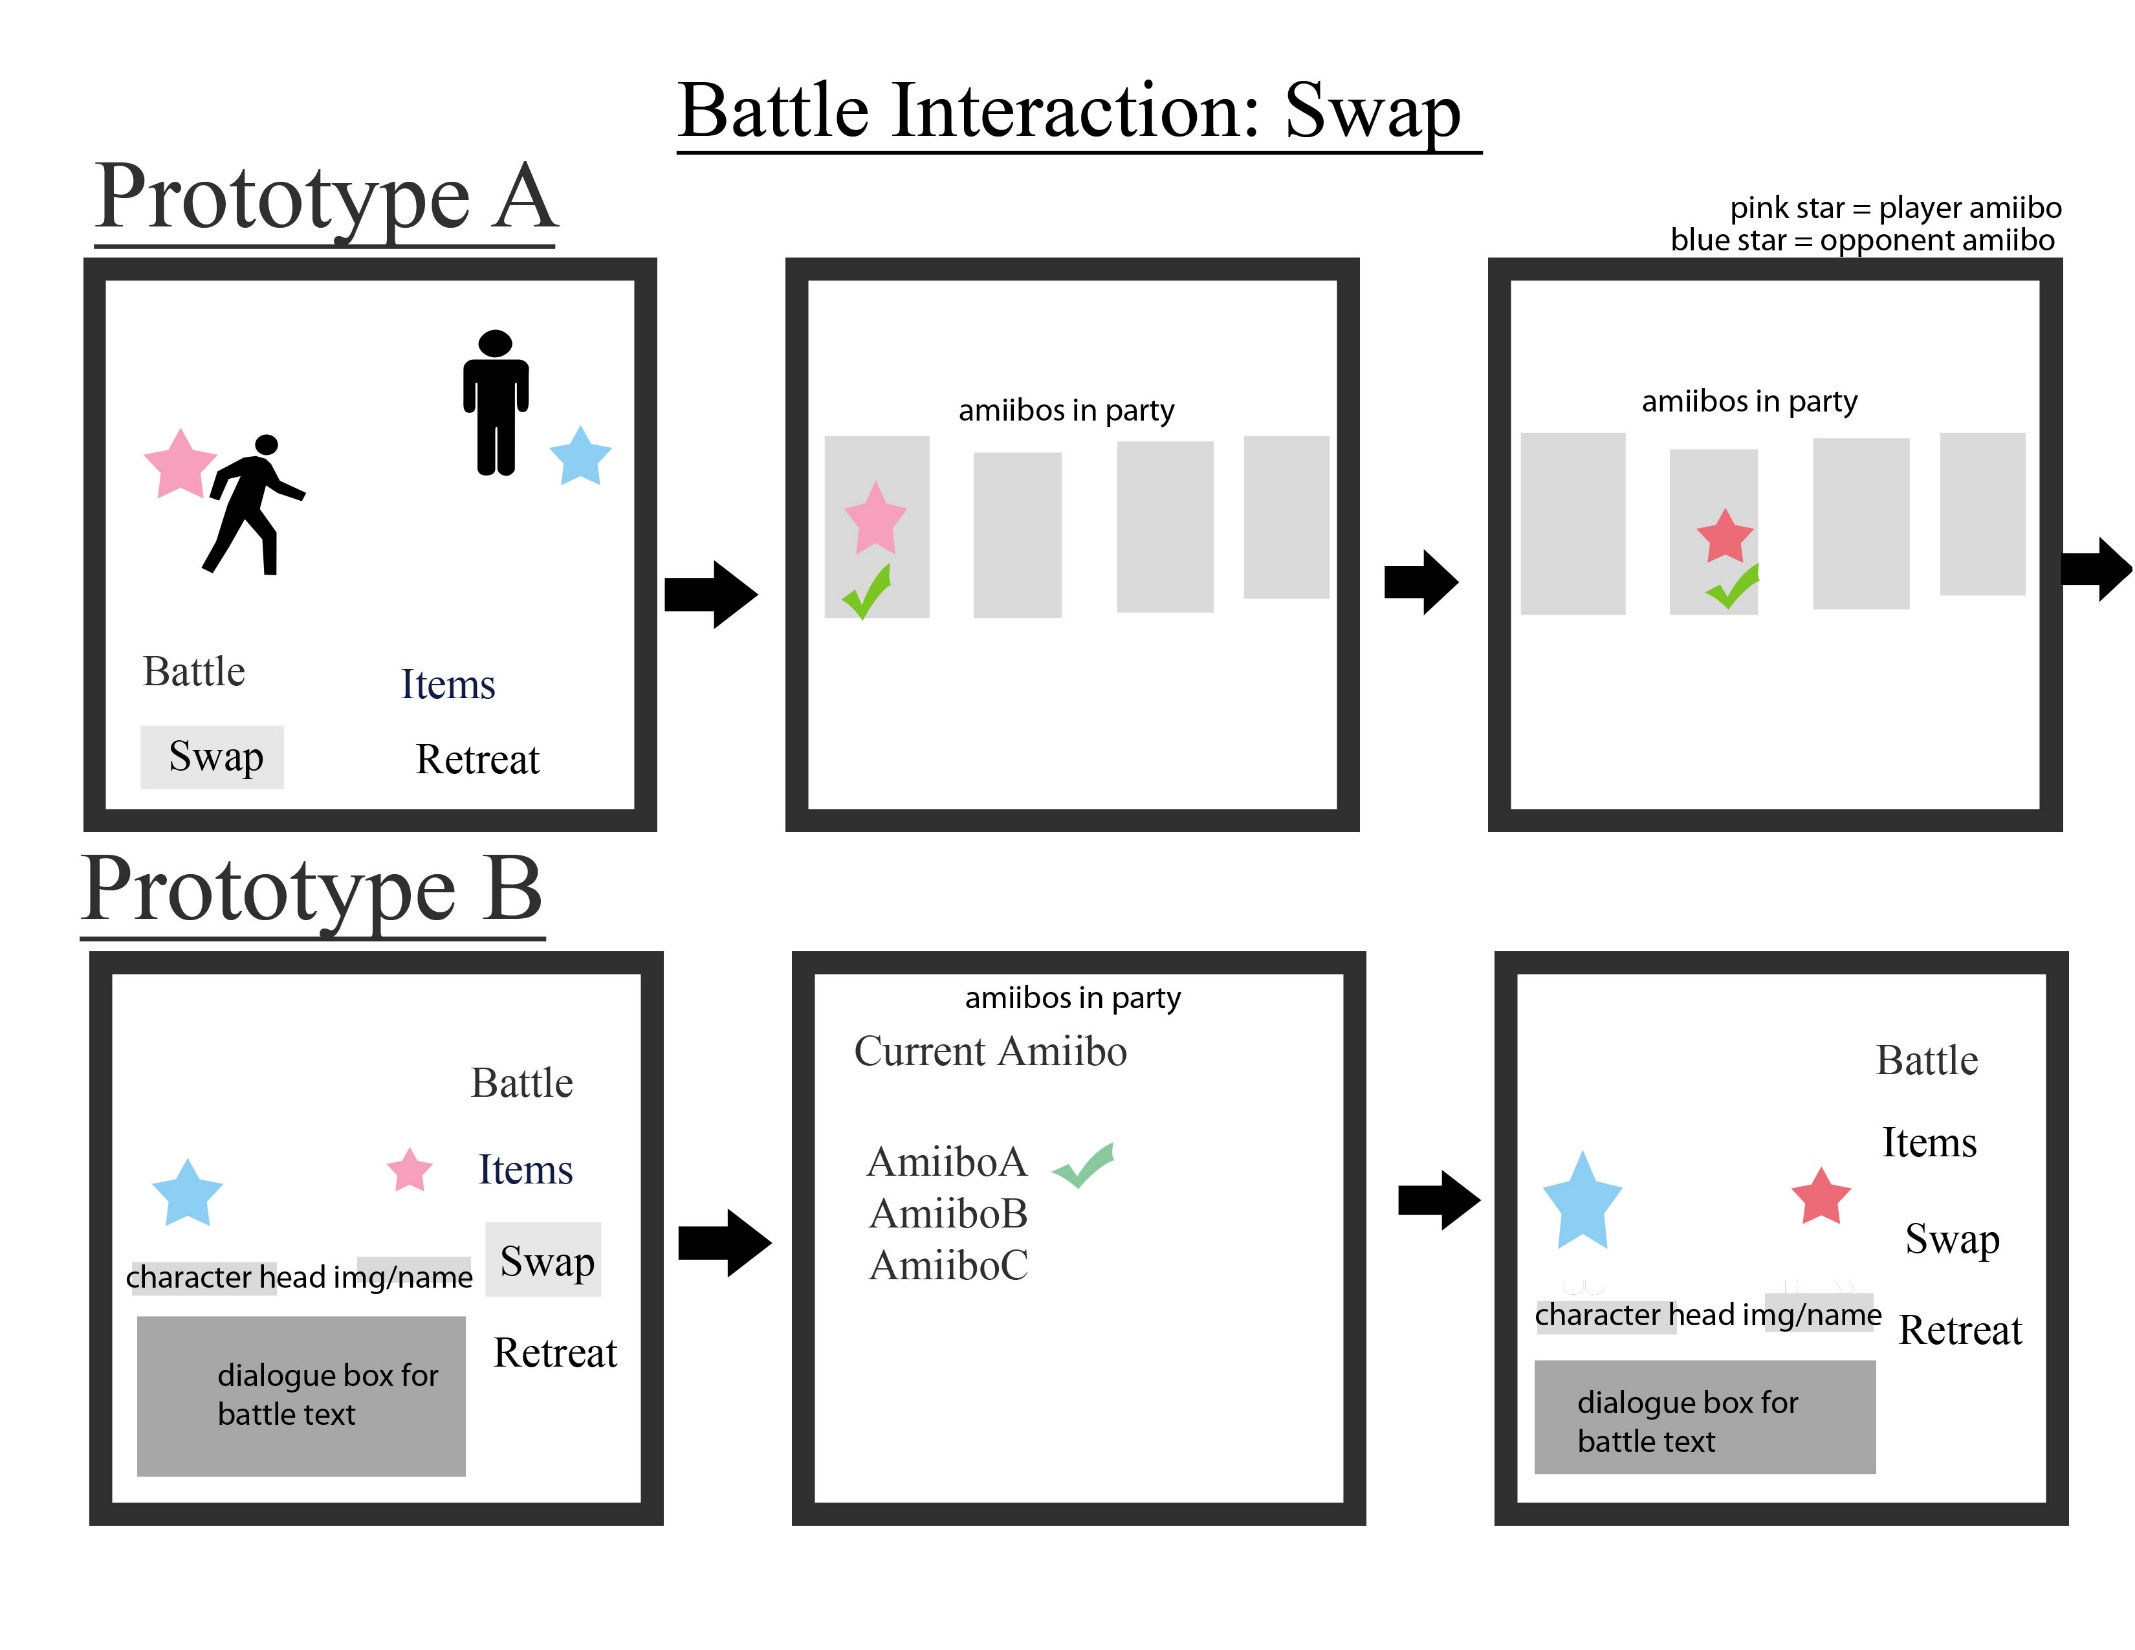 Battle Interaction: Swap
Prototype A
pink star = player amiibo
blue star = opponent amiibo
Battle
Items
Swap
Retreat
amiibos in party
amiibos in party
Prototype B
Battle
Items
Swap
Retreat
character head img/name
dialogue box for
battle text
amiibos in party
Current Amiibo
AmiiboA
AmiiboB
AmiiboC
Battle
Items
Swap
Retreat
character head img/name
dialogue box for
battle text